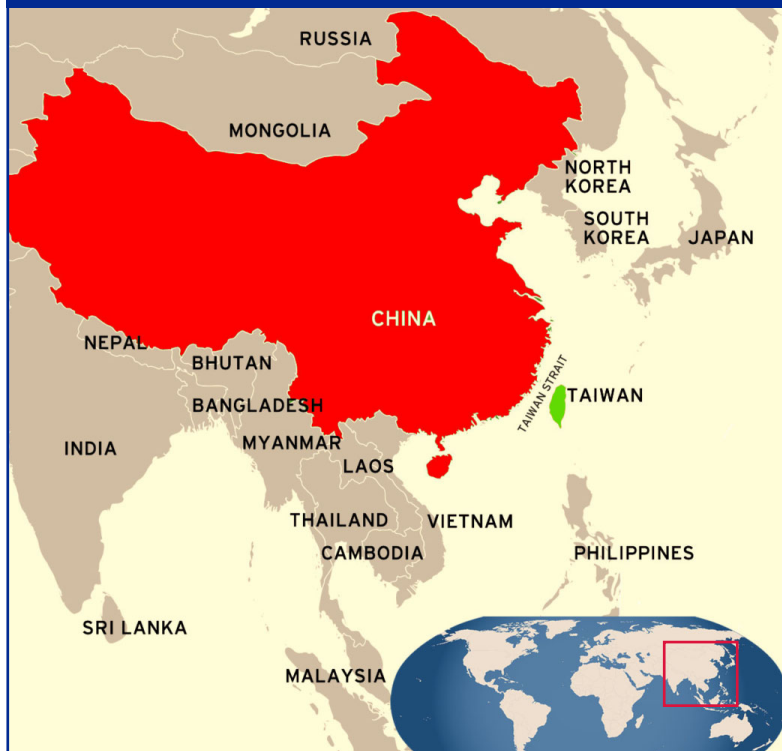 RUSSIA
MONGOLIA
NORTH
KOREA
SOUTH
KOREA
JAPAN
CHINA
NEPAL
BHUTAN
TAIWAN STRAIT
TAIWAN
BANGLADESH
INDIA
MYANMAR
LAOS
THAILAND
VIETNAM
CAMBODIA
PHILIPPINES
SRI LANKA
MALAYSIA